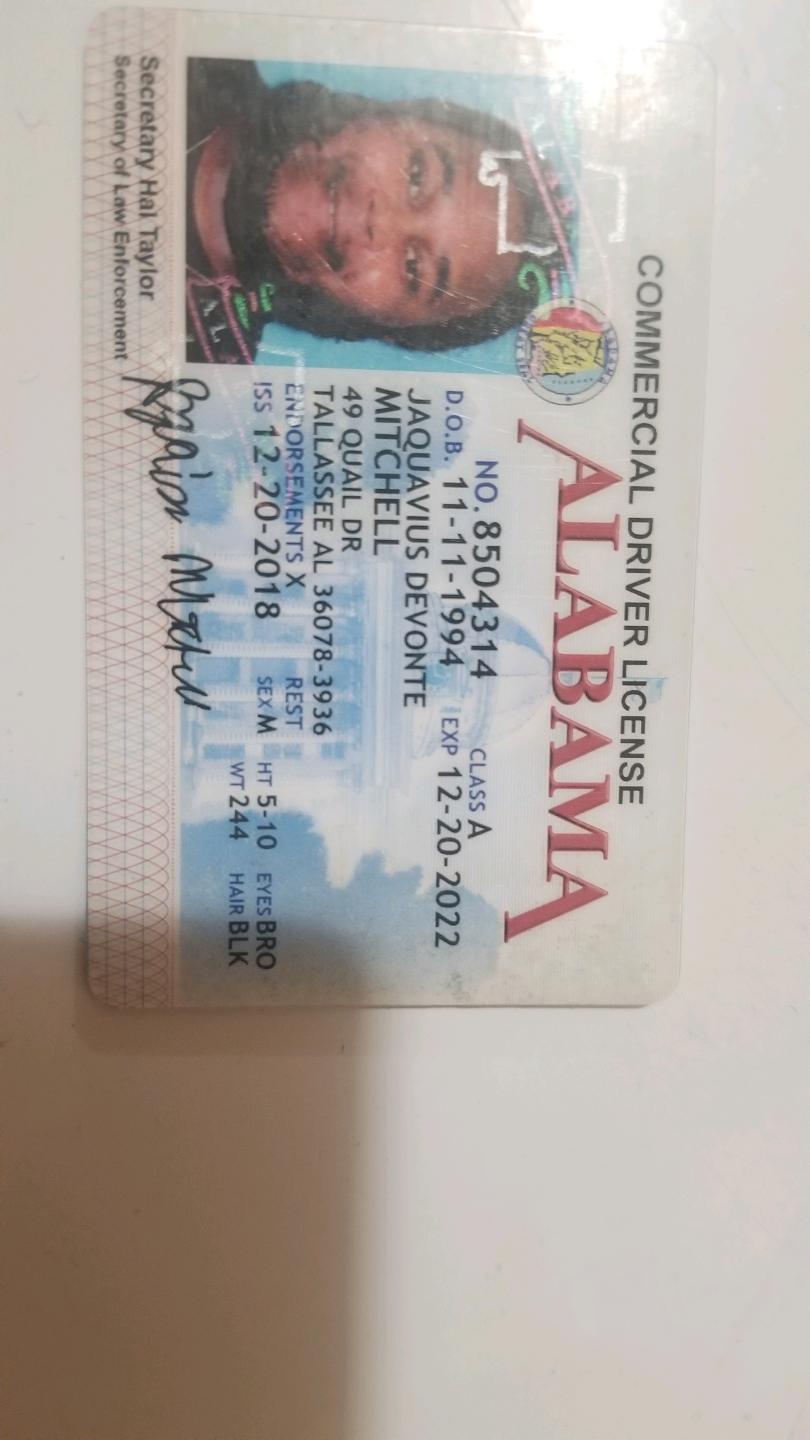 COMMERCIAL DRIVER LICENSE
ALABAMA
NO. 8504314 CLASS A
D.O.B. 11-11-1994 EXP 12-20-2022
JAQUAVIUS DEVONTE
MITCHELL
49 QUAIL DR
TALLASSEE AL 36078-3936
ENDORSEMENTS X REST
ISS 12-20-2018 SEX M HT 5-10 EYES BRO
WT 244 HAIR BLK
Secretary Hal Taylor
Secretary of Law Enforcement